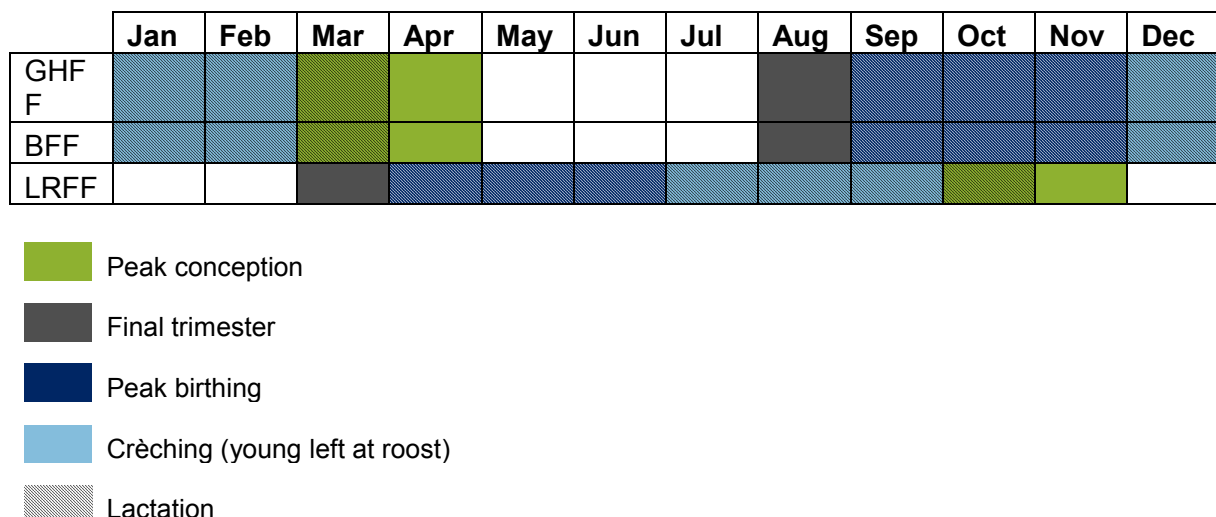 Jan Feb Mar Apr May Jun Jul Aug Sep Oct Nov Dec
GHF
F
BFF
LRFF
Peak conception
Final trimester
Peak birthing
Crèching (young left at roost)
Lactation